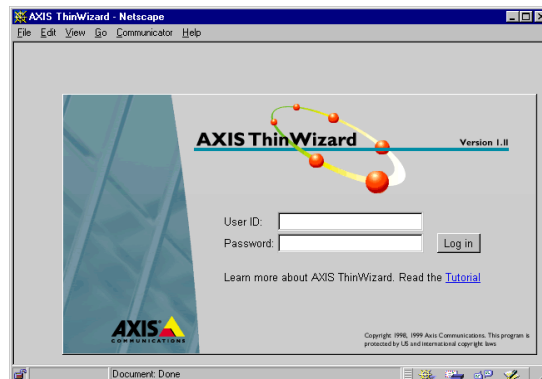 AXIS ThinWizard - Netscape
File Edit View Go Communicator Help
AXIS ThinWizard
Version 1.11
User ID:
Password:
Log in
Learn more about AXIS ThinWizard. Read the Tutorial
AXIS
COMMUNICATIONS
Copyright 1998, 1999 Axis Communications. This program is
protected by US and international copyright laws
Document: Done